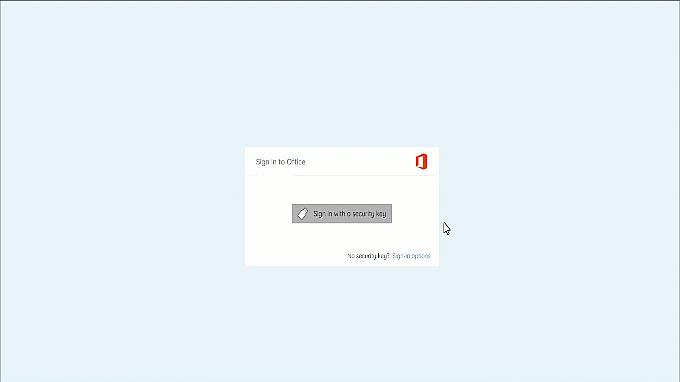 Sign in to Office
Sign in with a security key
No security key? Sign-in options